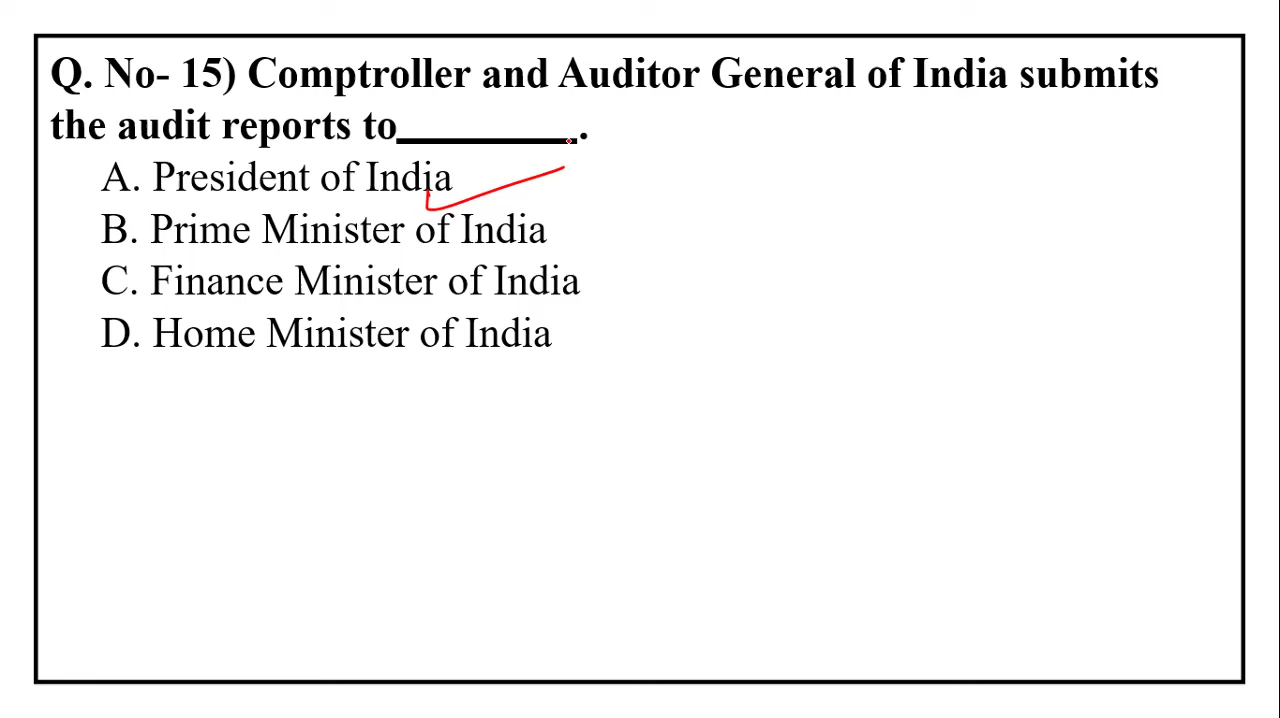 Q. No- 15) Comptroller and Auditor General of India submits
the audit reports to________.
A. President of India
B. Prime Minister of India
C. Finance Minister of India
D. Home Minister of India